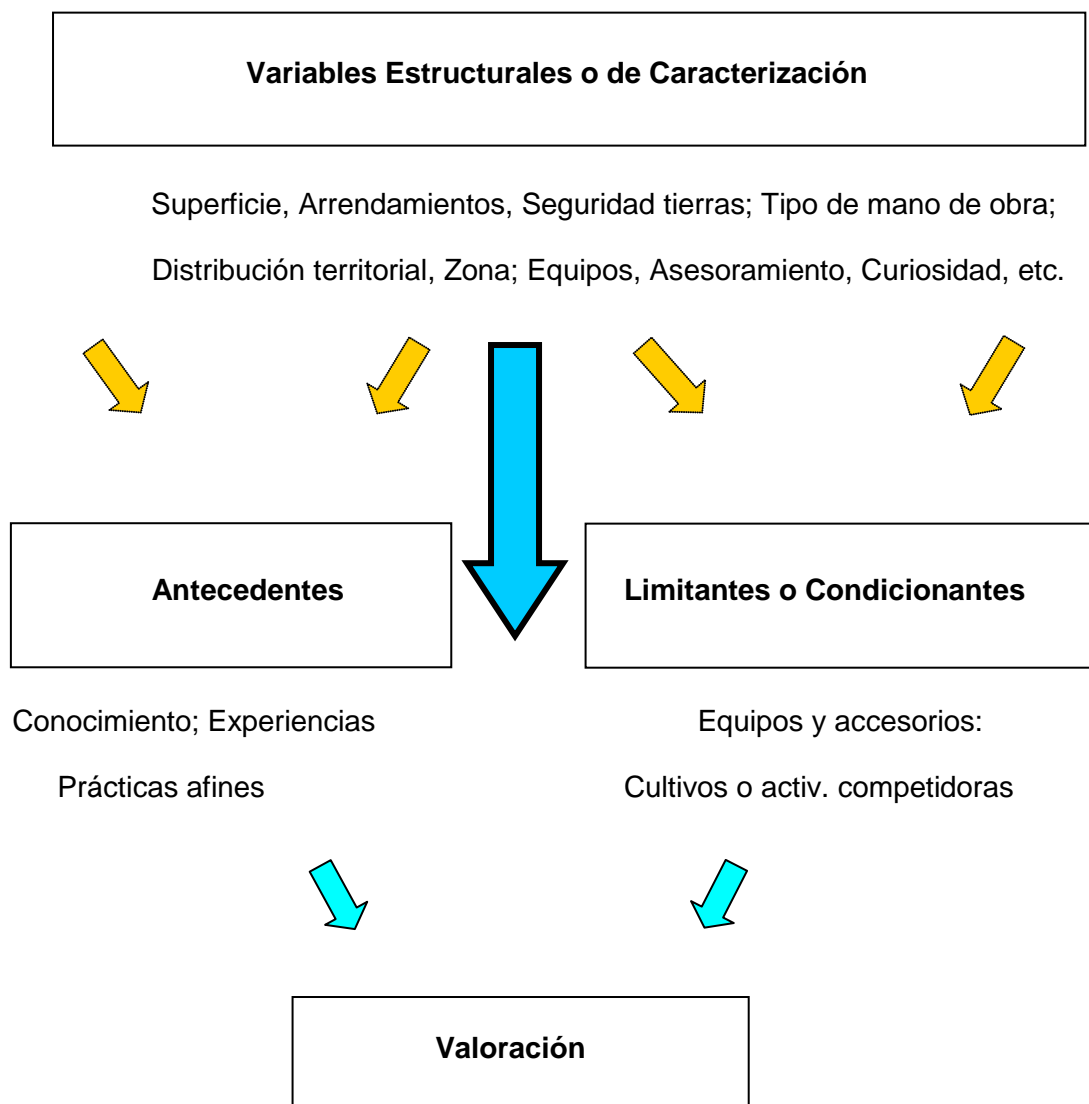 Variables Estructurales o de Caracterización
Superficie, Arrendamientos, Seguridad tierras; Tipo de mano de obra;
Distribución territorial, Zona; Equipos, Asesoramiento, Curiosidad, etc.
Antecedentes
Limitantes o Condicionantes
Conocimiento; Experiencias
Prácticas afines
Equipos y accesorios:
Cultivos o activ. competidoras
Valoración